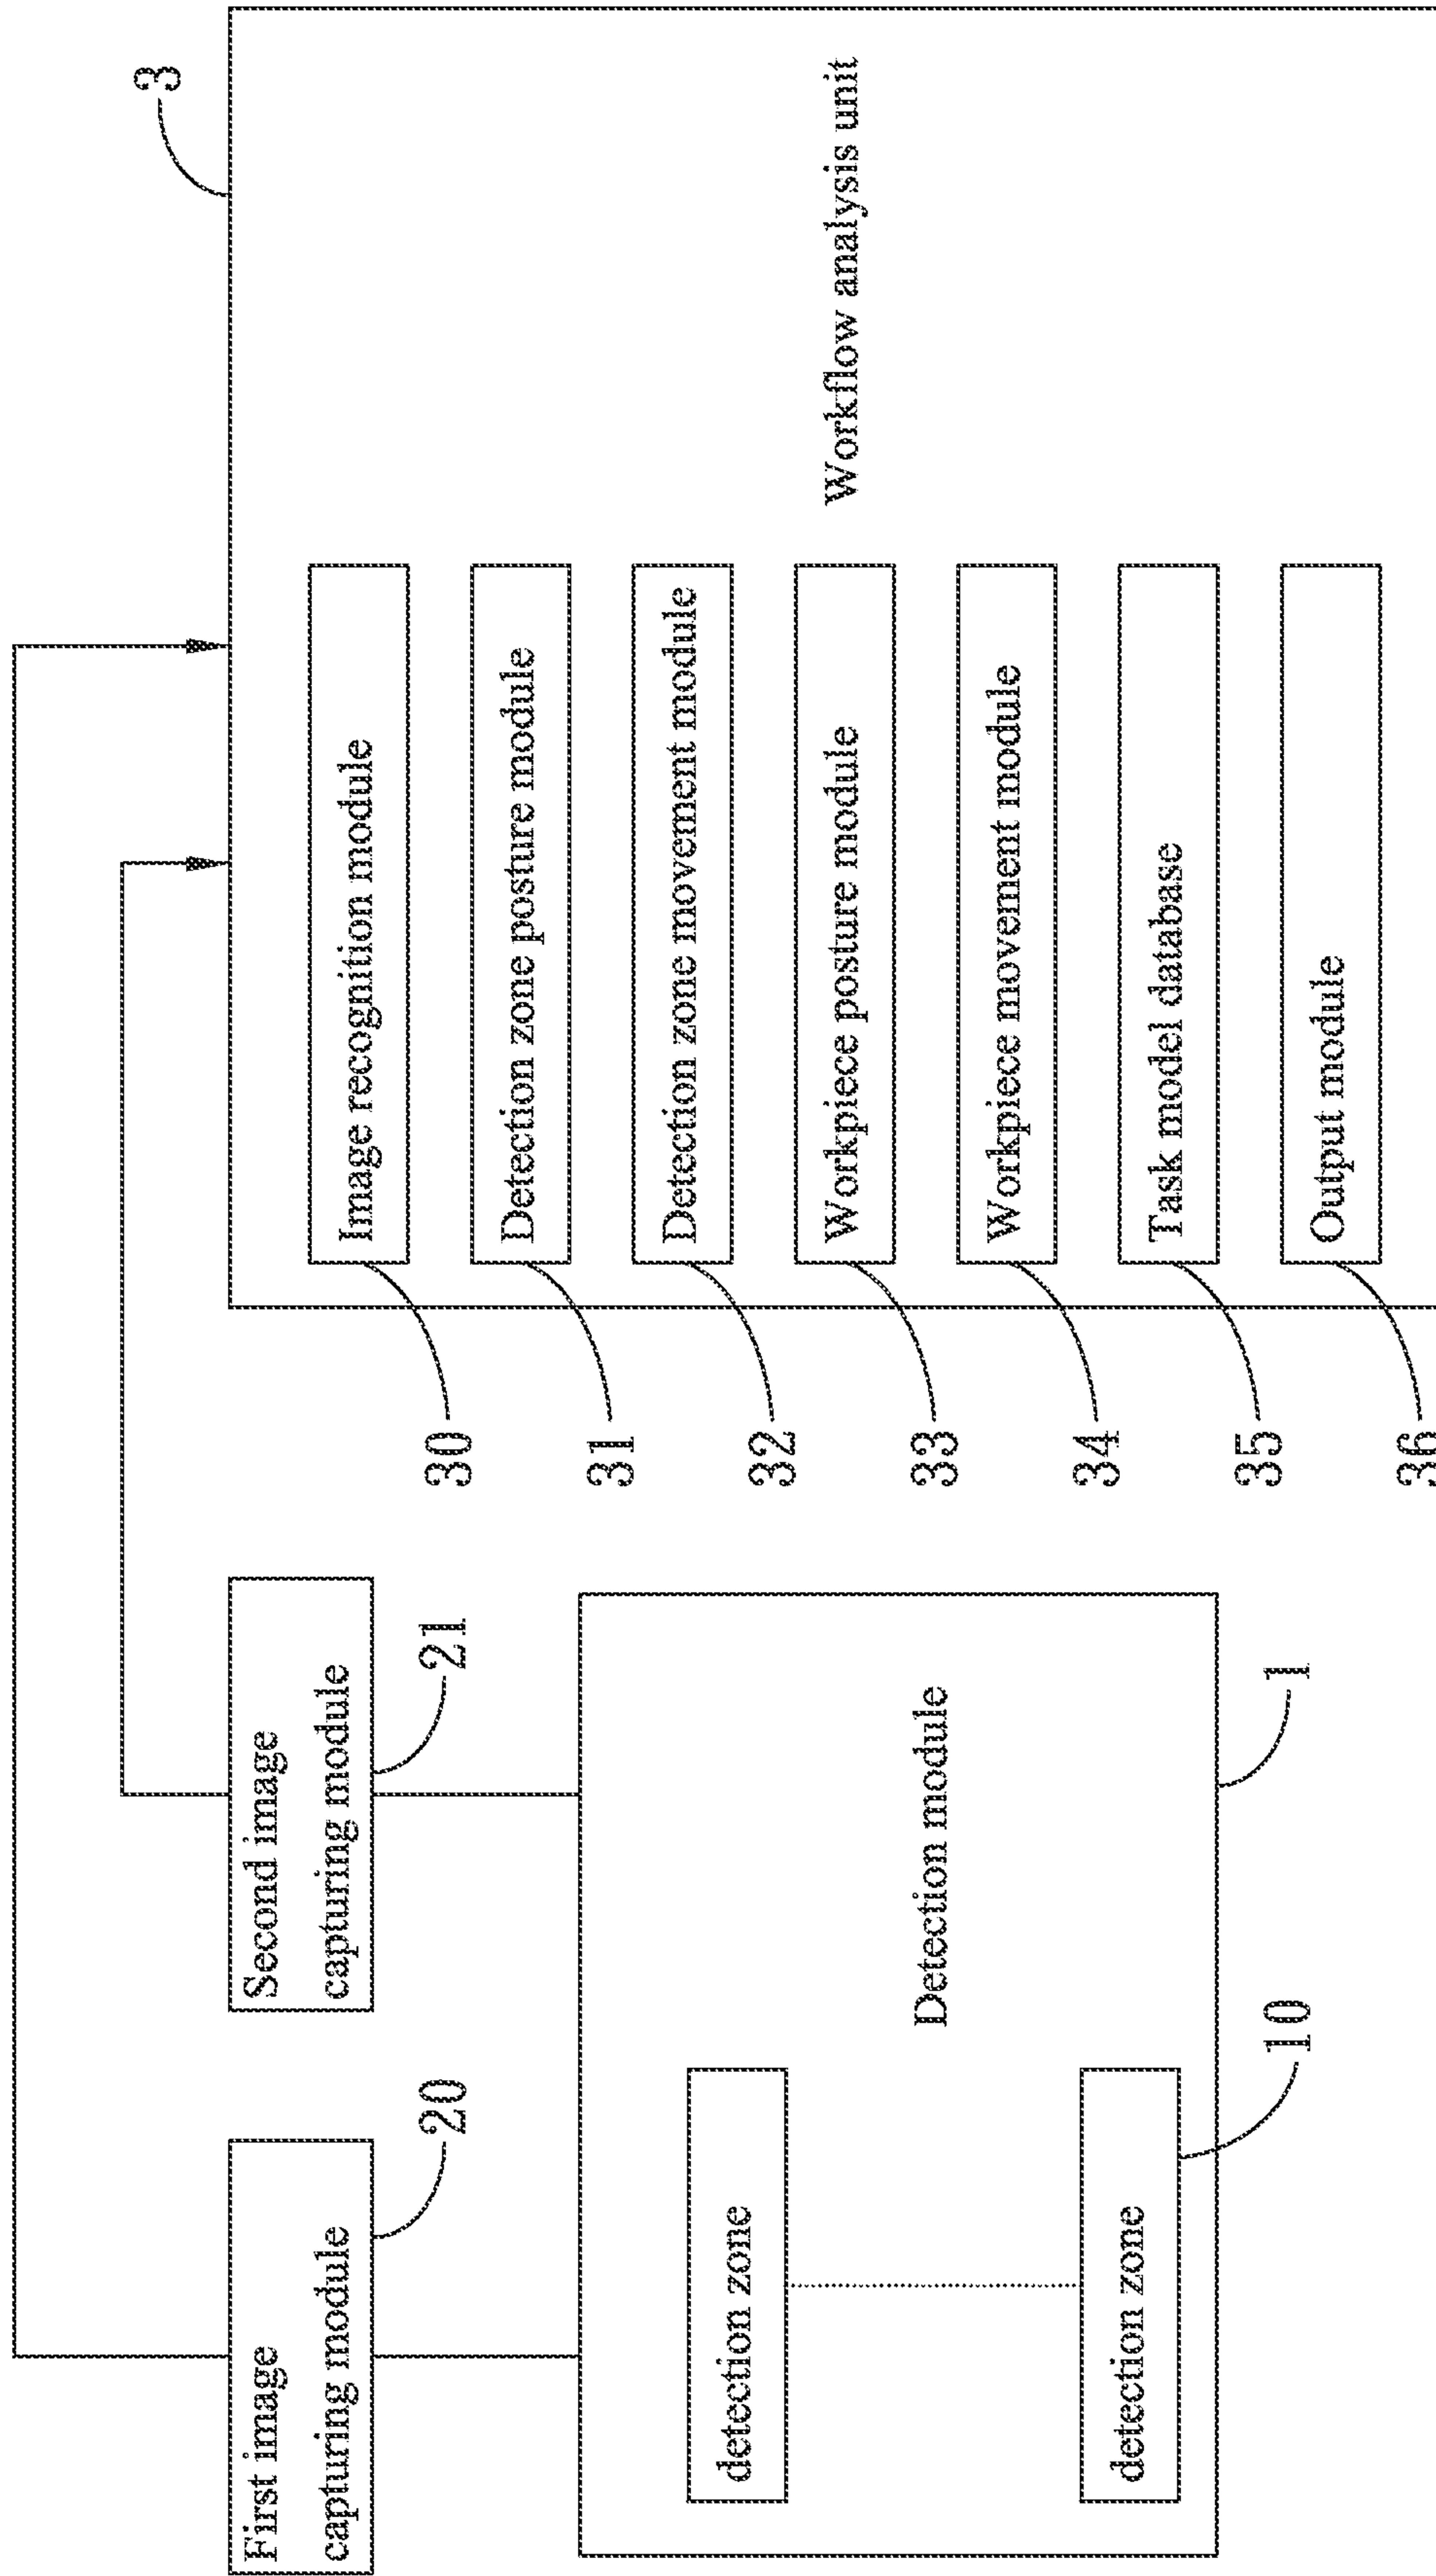 First image
capturing module
20
Second image
capturing module
21
detection zone
detection zone
10
Detection module
1
3
Image recognition module
30
Detection zone posture module
31
Detection zone movement module
32
Workpiece posture module
33
Workpiece movement module
34
Task model database
35
Output module
36
Workflow analysis unit